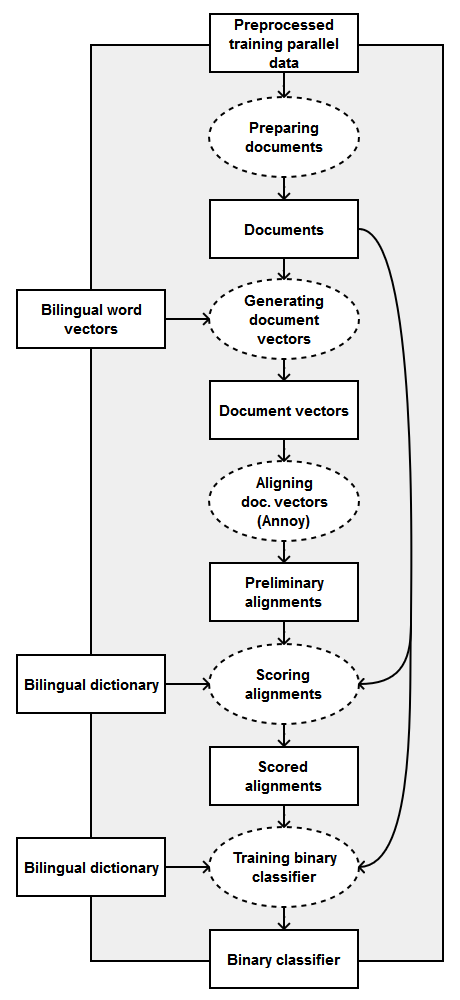 Preprocessed
training parallel
data
Preparing
documents
Documents
Bilingual word
vectors
Generating
document
vectors
Document vectors
Aligning
doc. vectors
(Annoy)
Preliminary
alignments
Bilingual dictionary
Scoring
alignments
Scored
alignments
Bilingual dictionary
Training binary
classifier
Binary classifier